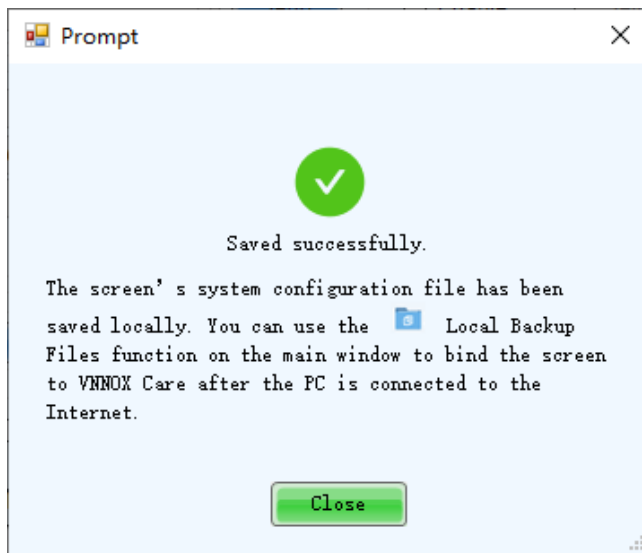 Prompt
Saved successfully.
The screen's system configuration file has been
saved locally. You can use the Local Backup
Files function on the main window to bind the screen
to VNNOX Care after the PC is connected to the
Internet.
Close